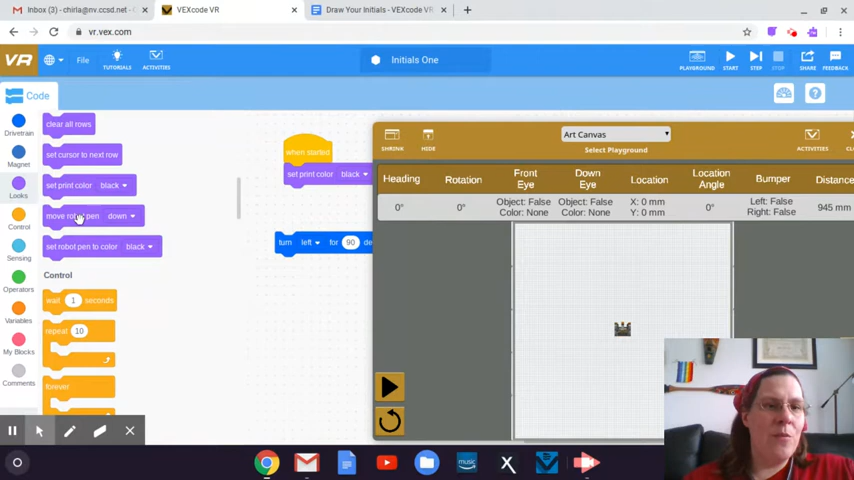 Inbox (3) - chirla@nv.ccsd.net -
VEXcode VR
Draw Your Initials - VEXcode VR
vr.vex.com
VR
File
TUTORIALS
ACTIVITIES
Initials One
PLAYGROUND
START
STEP
STOP
SHARE
FEEDBACK
Code
Drivetrain
Magnet
Looks
Control
Sensing
Operators
Variables
My Blocks
Comments
clear all rows
set cursor to next row
set print color black
move robot pen down
set robot pen to color black
Control
wait 1 seconds
repeat 10
forever
when started
set print color black
turn left for 90 de
SHRINK
HIDE
Art Canvas
Select Playground
ACTIVITIES
CLO
Heading
Rotation
Front Eye
Down Eye
Location
Location Angle
Bumper
Distance
0°
0°
Object: False
Color: None
Object: False
Color: None
X: 0 mm
Y: 0 mm
0°
Left: False
Right: False
945 mm
music